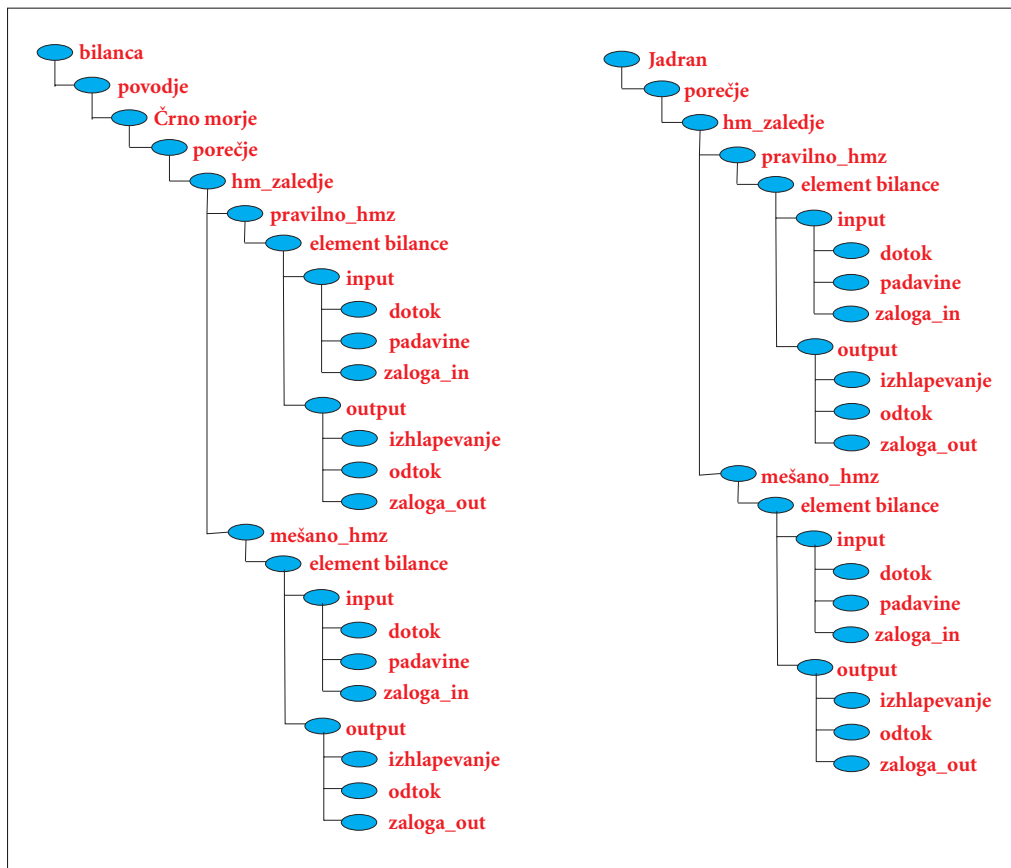 bilanca
povodje
Črno morje
porečje
hm_zaledje
pravilno_hmz
element bilance
input
dotok
padavine
zaloga_in
output
izhlapevanje
odtok
zaloga_out
mešano_hmz
element bilance
input
dotok
padavine
zaloga_in
output
izhlapevanje
odtok
zaloga_out
Jadran
porečje
hm_zaledje
pravilno_hmz
element bilance
input
dotok
padavine
zaloga_in
output
izhlapevanje
odtok
zaloga_out
mešano_hmz
element bilance
input
dotok
padavine
zaloga_in
output
izhlapevanje
odtok
zaloga_out